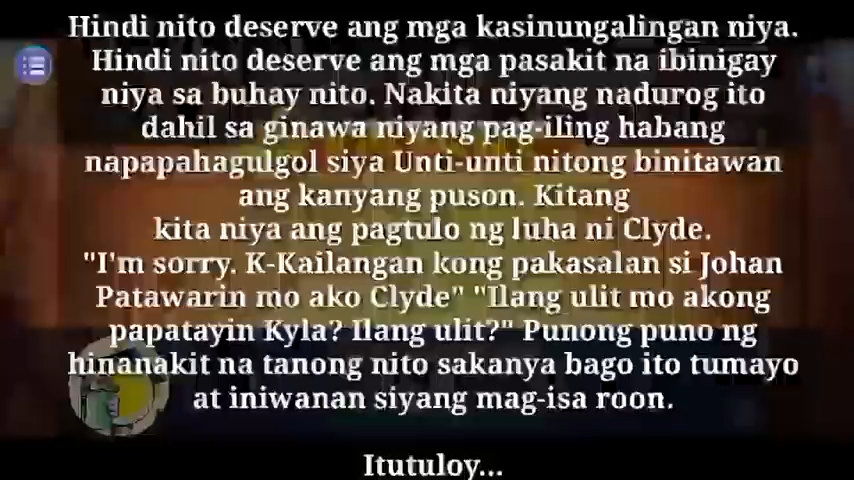 Hindi nito deserve ang mga kasinungalingan niya.
Hindi nito deserve ang mga pasakit na ibinigay
niya sa buhay nito. Nakita niyang nadurog ito
dahil sa ginawa niyang pag-iling habang
napapahagulgol siya Unti-unti nitong binitawan
ang kanyang puson. Kitang
kita niya ang pagtulo ng luha ni Clyde.
"I'm sorry. K-Kailangan kong pakasalan si Johan
Patawarin mo ako Clyde" "Ilang ulit mo akong
papatayin Kyla? Ilang ulit?" Punong puno ng
hinanakit na tanong nito sakanya bago ito tumayo
at iniwanan siyang mag-isa roon.
Itutuloy...